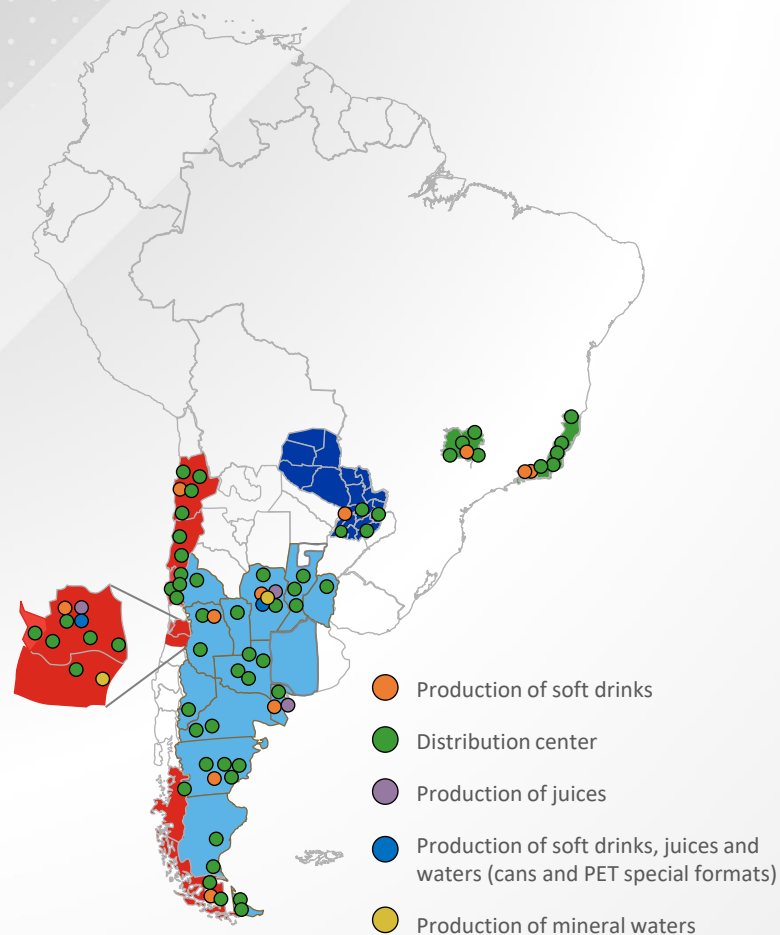 Production of soft drinks
Distribution center
Production of juices
Production of soft drinks, juices and
waters (cans and PET special formats)
Production of mineral waters